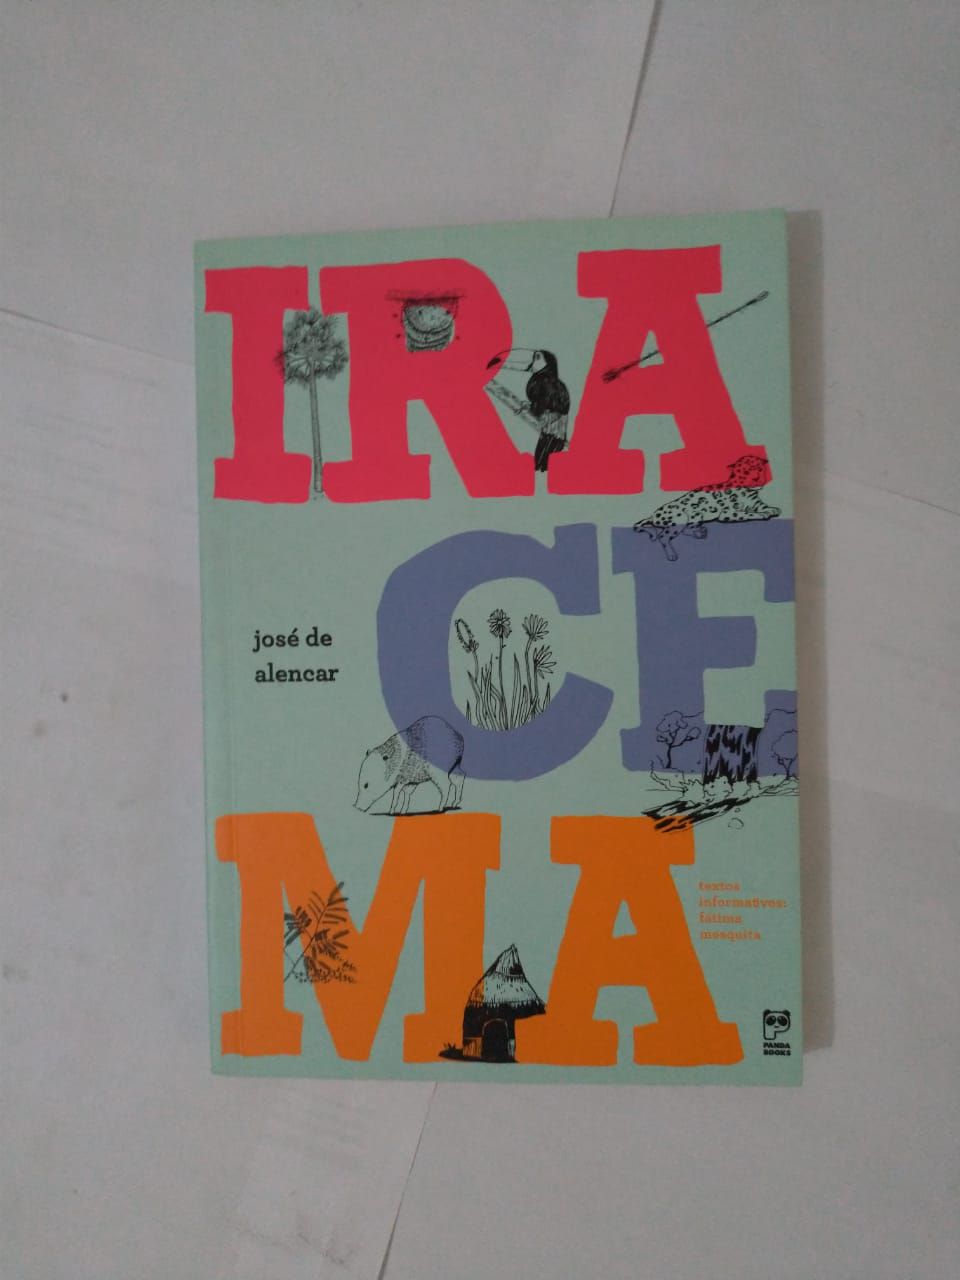 IRA
CE
josé de
alencar
MA
textos
informativos:
fátima
mesquita
PANDA
BOOKS